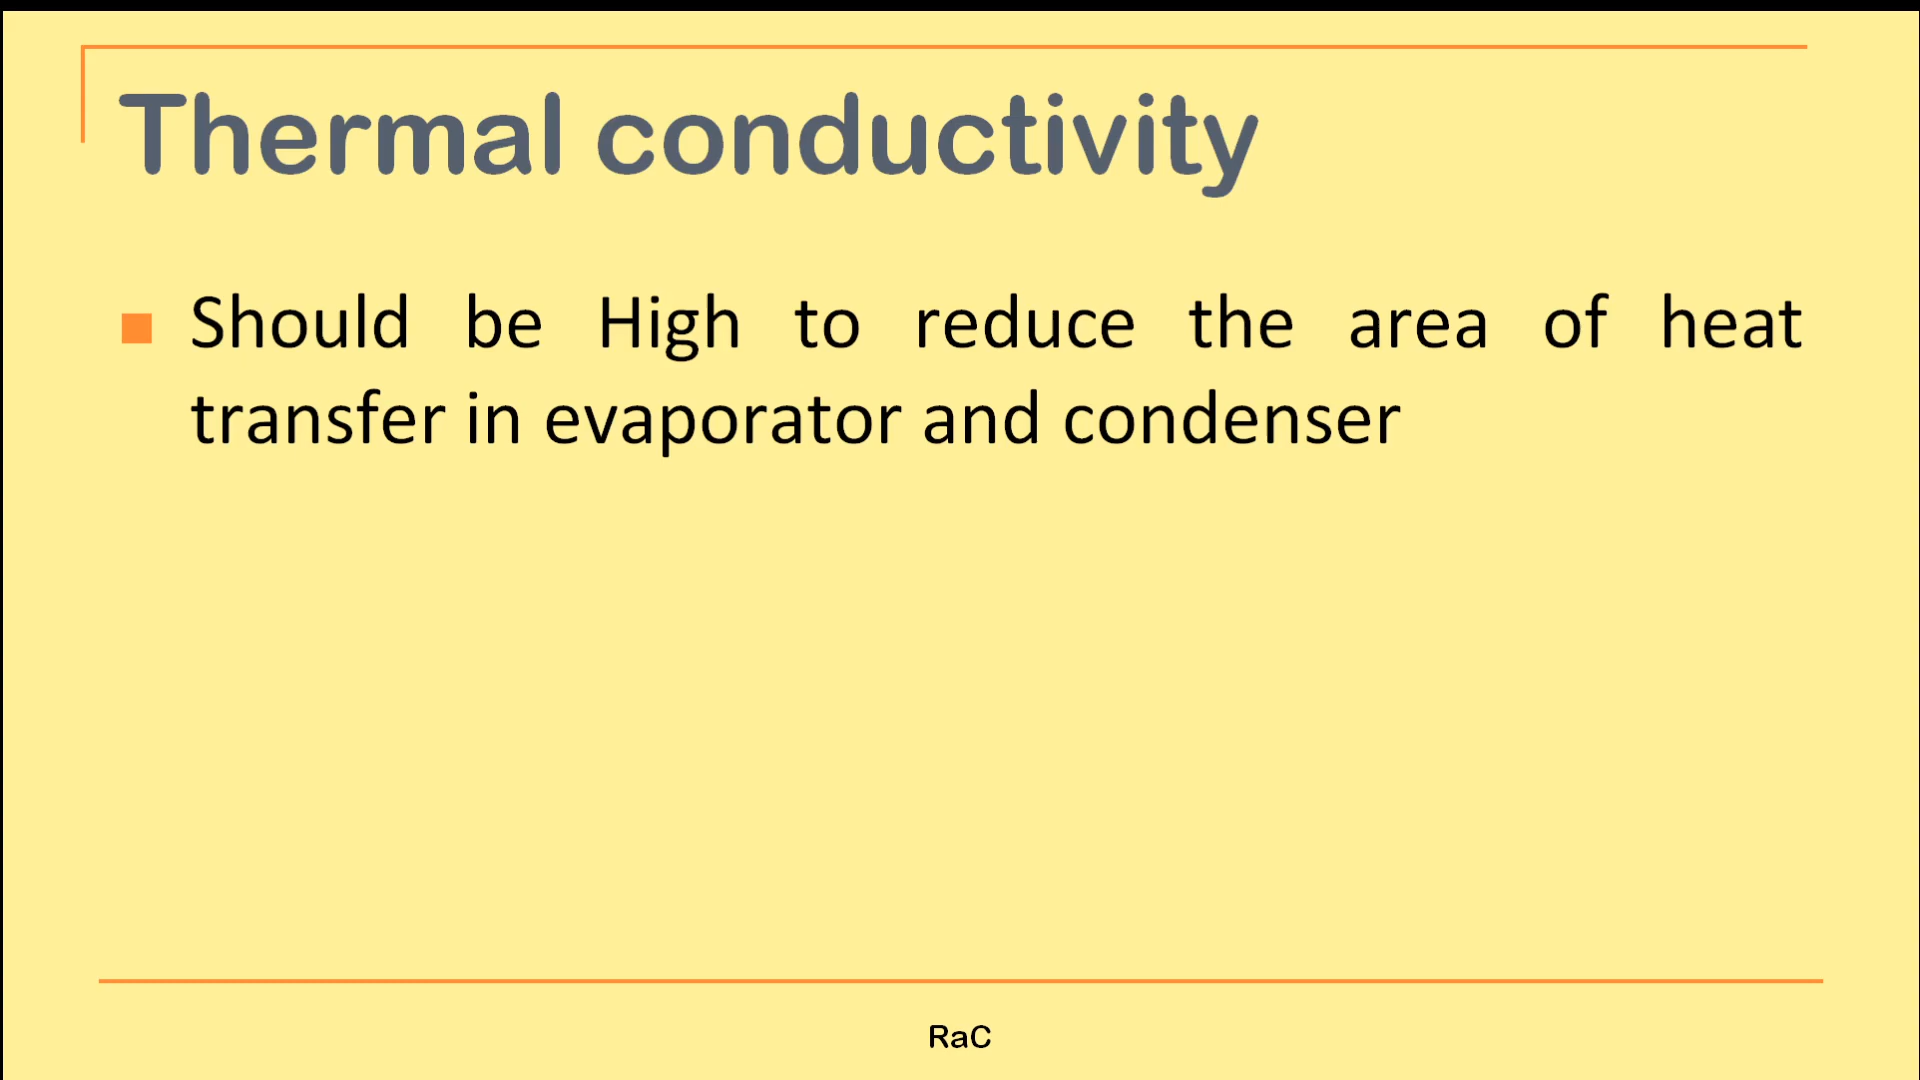 Thermal conductivity
Should be High to reduce the area of heat
transfer in evaporator and condenser
RaC